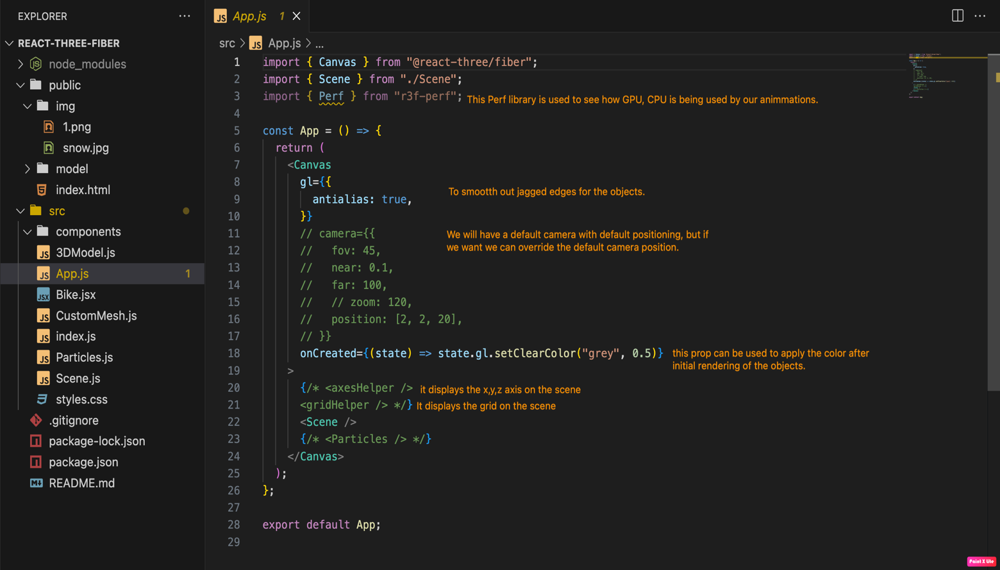 EXPLORER
REACT-THREE-FIBER
node_modules
public
img
1.png
snow.jpg
model
index.html
src
components
3DModel.js
App.js 1
Bike.jsx
CustomMesh.js
index.js
Particles.js
Scene.js
styles.css
.gitignore
package-lock.json
package.json
README.md
JS App.js 1
src > JS App.js > ...
1 import { Canvas } from "@react-three/fiber";
2 import { Scene } from "./Scene";
3 import { Perf } from "r3f-perf"; This Perf library is used to see how GPU, CPU is being used by our animmations.
4
5 const App = () => {
6 return (
7 <Canvas
8 gl={{
To smootth out jagged edges for the objects.
9 antialias: true,
10 }}
11 // camera={{ We will have a default camera with default positioning, but if
12 // fov: 45, we want we can override the default camera position.
13 // near: 0.1,
14 // far: 100,
15 // // zoom: 120,
16 // position: [2, 2, 20],
17 // }}
18 onCreated={(state) => state.gl.setClearColor("grey", 0.5)} this prop can be used to apply the color after
initial rendering of the objects.
19 >
20 {/* <axesHelper /> it displays the x,y,z axis on the scene
21 <gridHelper /> */} It displays the grid on the scene
22 <Scene />
23 {/* <Particles /> */}
24 </Canvas>
25 );
26 };
27
28 export default App;
29
Paint X lite